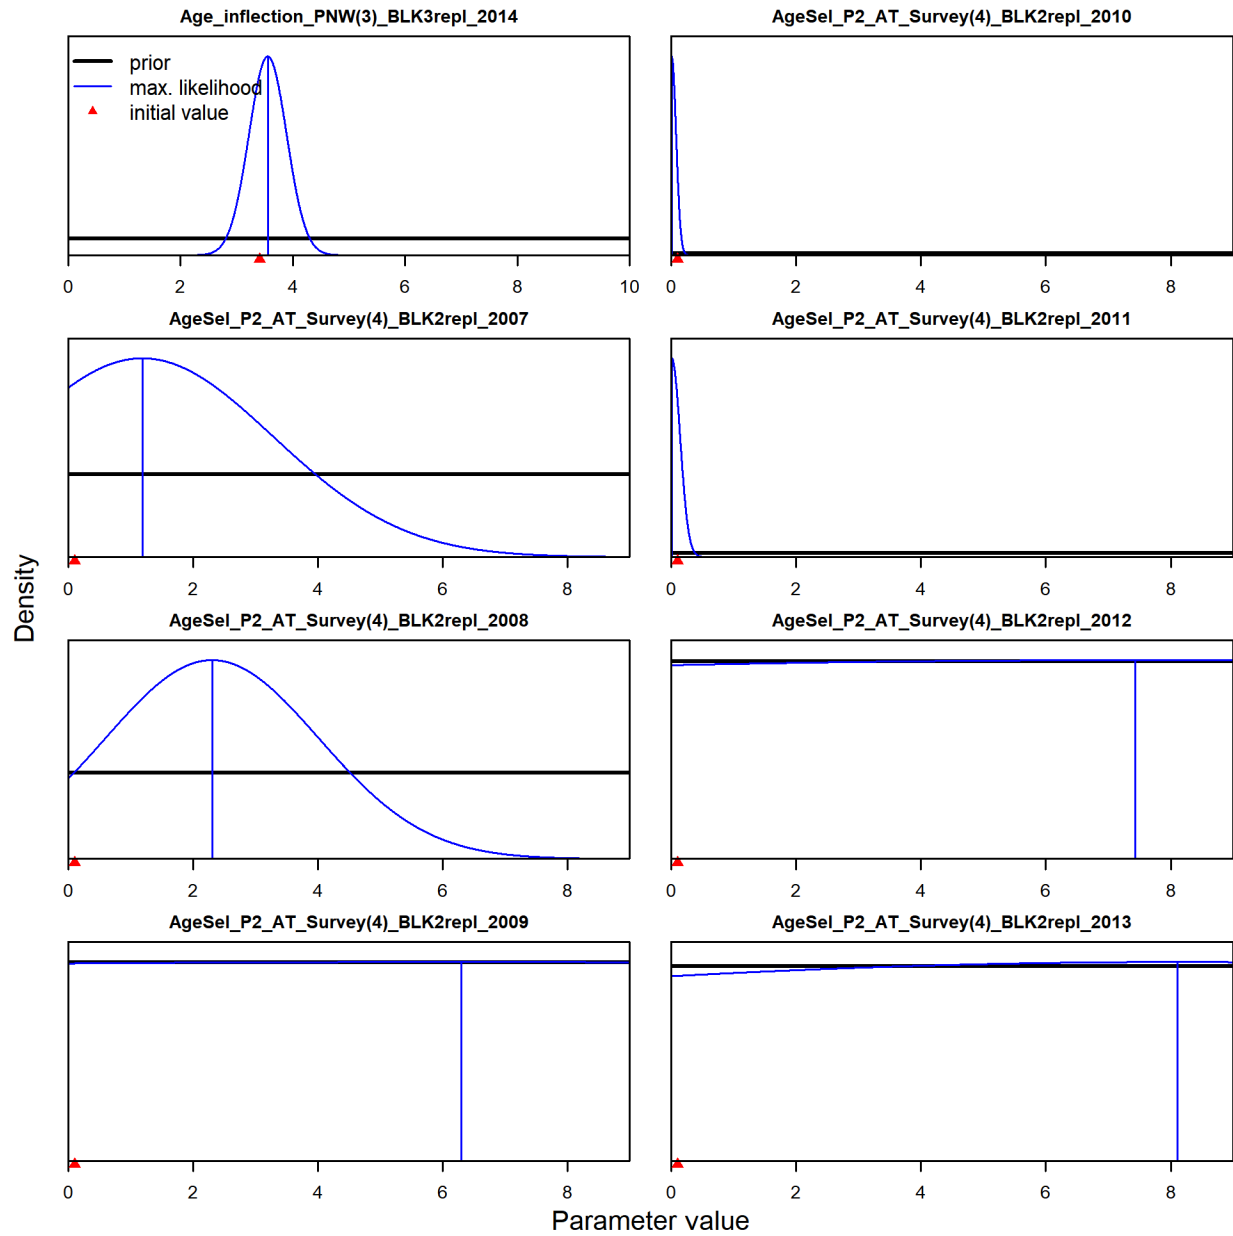 Age_inflection_PNW(3)_BLK3repl_2014
prior
max. likelihood
initial value
0 2 4 6 8 10
AgeSel_P2_AT_Survey(4)_BLK2repl_2010
0 2 4 6 8
AgeSel_P2_AT_Survey(4)_BLK2repl_2007
0 2 4 6 8
AgeSel_P2_AT_Survey(4)_BLK2repl_2011
0 2 4 6 8
AgeSel_P2_AT_Survey(4)_BLK2repl_2008
0 2 4 6 8
AgeSel_P2_AT_Survey(4)_BLK2repl_2012
0 2 4 6 8
AgeSel_P2_AT_Survey(4)_BLK2repl_2009
0 2 4 6 8
AgeSel_P2_AT_Survey(4)_BLK2repl_2013
0 2 4 6 8
Density
Parameter value